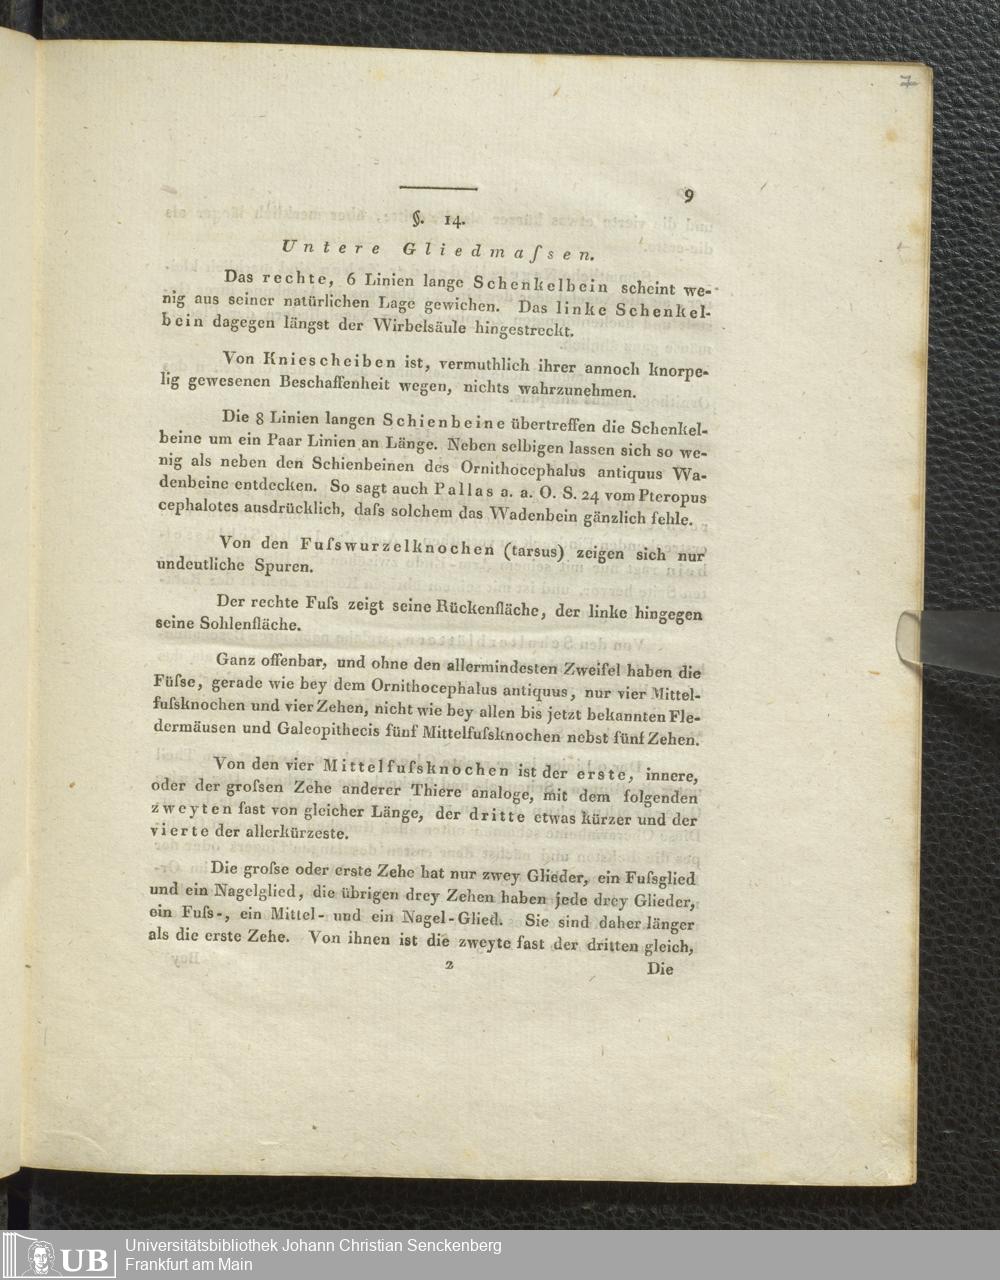 7
9
§. 14.
Untere Gliedmaſsen.
Das rechte, 6 Linien lange Schenkelbein scheint we-
nig aus seiner natürlichen Lage gewichen. Das linke Schenkel-
bein dagegen längst der Wirbelsäule hingestreckt.
Von Kniescheiben ist, vermuthlich ihrer annoch knorpe-
lig gewesenen Beschaffenheit wegen, nichts wahrzunehmen.
Die 8 Linien langen Schienbeine übertreffen die Schenkel-
beine um ein Paar Linien an Länge. Neben selbigen lassen sich so we-
nig als neben den Schienbeinen des Ornithocephalus antiquus Wa-
denbeine entdecken. So sagt auch Pallas a. a. O. S. 24 vom Pteropus
cephalotes ausdrücklich, daſs solchem das Wadenbein gänzlich fehle.
Von den Fuſswurzelknochen (tarsus) zeigen sich nur
undeutliche Spuren.
Der rechte Fuſs zeigt seine Rückenfläche, der linke hingegen
seine Sohlenfläche.
Ganz offenbar, und ohne den allermindesten Zweifel haben die
Füſse, gerade wie bey dem Ornithocephalus antiquus, nur vier Mittel-
fuſsknochen und vier Zehen, nicht wie bey allen bis jetzt bekannten Fle-
dermäusen und Galeopithecis fünf Mittelfuſsknochen nebst fünf Zehen.
Von den vier Mittelfuſsknochen ist der erste, innere,
oder der groſsen Zehe anderer Thiere analoge, mit dem folgenden
zweyten fast von gleicher Länge, der dritte etwas kürzer und der
vierte der allerkürzeste.
Die groſse oder erste Zehe hat nur zwey Glieder, ein Fuſsglied
und ein Nagelglied, die übrigen drey Zehen haben jede drey Glieder,
ein Fuſs-, ein Mittel- und ein Nagel-Glied. Sie sind daher länger
als die erste Zehe. Von ihnen ist die zweyte fast der dritten gleich,
2
Die
UB
Universitätsbibliothek Johann Christian Senckenberg
Frankfurt am Main